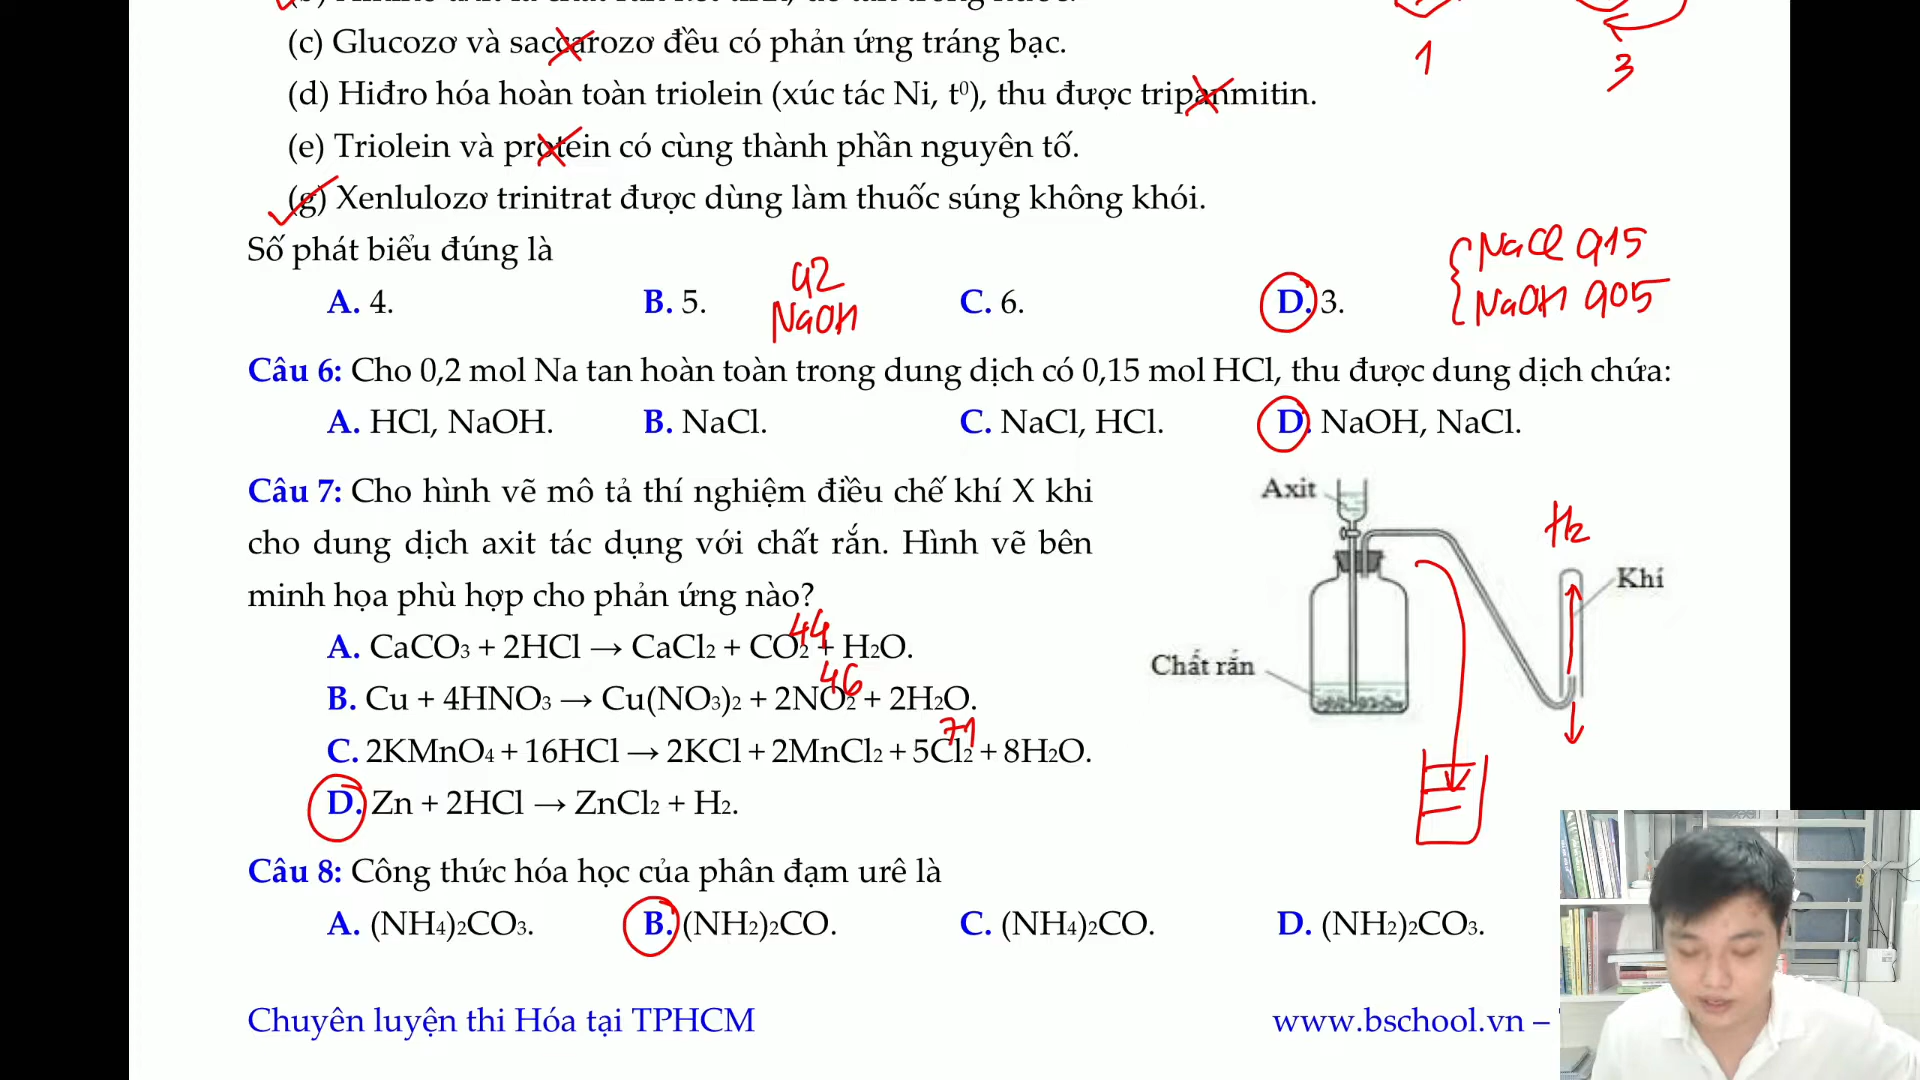 (c) Glucozơ và saccarozơ đều có phản ứng tráng bạc.
1
3
(d) Hiđro hóa hoàn toàn triolein (xúc tác Ni, t⁰), thu được tripanmitin.
(e) Triolein và protein có cùng thành phần nguyên tố.
(g) Xenlulozơ trinitrat được dùng làm thuốc súng không khói.
Số phát biểu đúng là
0,2
NaOH
NaCl 0,15
NaOH 0,05
A. 4. B. 5. C. 6. D. 3.
Câu 6: Cho 0,2 mol Na tan hoàn toàn trong dung dịch có 0,15 mol HCl, thu được dung dịch chứa:
A. HCl, NaOH. B. NaCl. C. NaCl, HCl. D. NaOH, NaCl.
Câu 7: Cho hình vẽ mô tả thí nghiệm điều chế khí X khi
cho dung dịch axit tác dụng với chất rắn. Hình vẽ bên
minh họa phù hợp cho phản ứng nào?
Axit
H₂
Khí
Chất rắn
44
A. CaCO₃ + 2HCl → CaCl₂ + CO₂ + H₂O.
46
B. Cu + 4HNO₃ → Cu(NO₃)₂ + 2NO₂ + 2H₂O.
71
C. 2KMnO₄ + 16HCl → 2KCl + 2MnCl₂ + 5Cl₂ + 8H₂O.
D. Zn + 2HCl → ZnCl₂ + H₂.
Câu 8: Công thức hóa học của phân đạm urê là
A. (NH₄)₂CO₃. B. (NH₂)₂CO. C. (NH₄)₂CO. D. (NH₂)₂CO₃.
Chuyên luyện thi Hóa tại TPHCM www.bschool.vn –